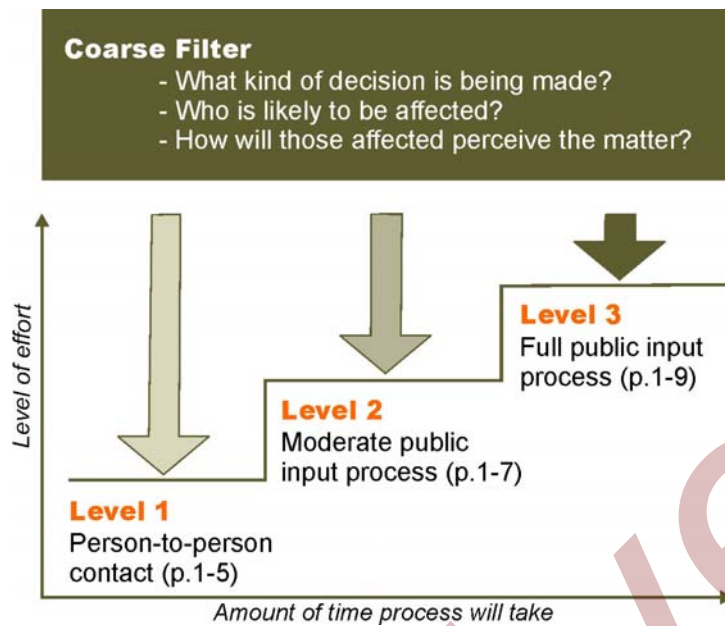 Coarse Filter
- What kind of decision is being made?
- Who is likely to be affected?
- How will those affected perceive the matter?
Level of effort
Level 3
Full public input
process (p.1-9)
Level 2
Moderate public
input process (p.1-7)
Level 1
Person-to-person
contact (p.1-5)
Amount of time process will take